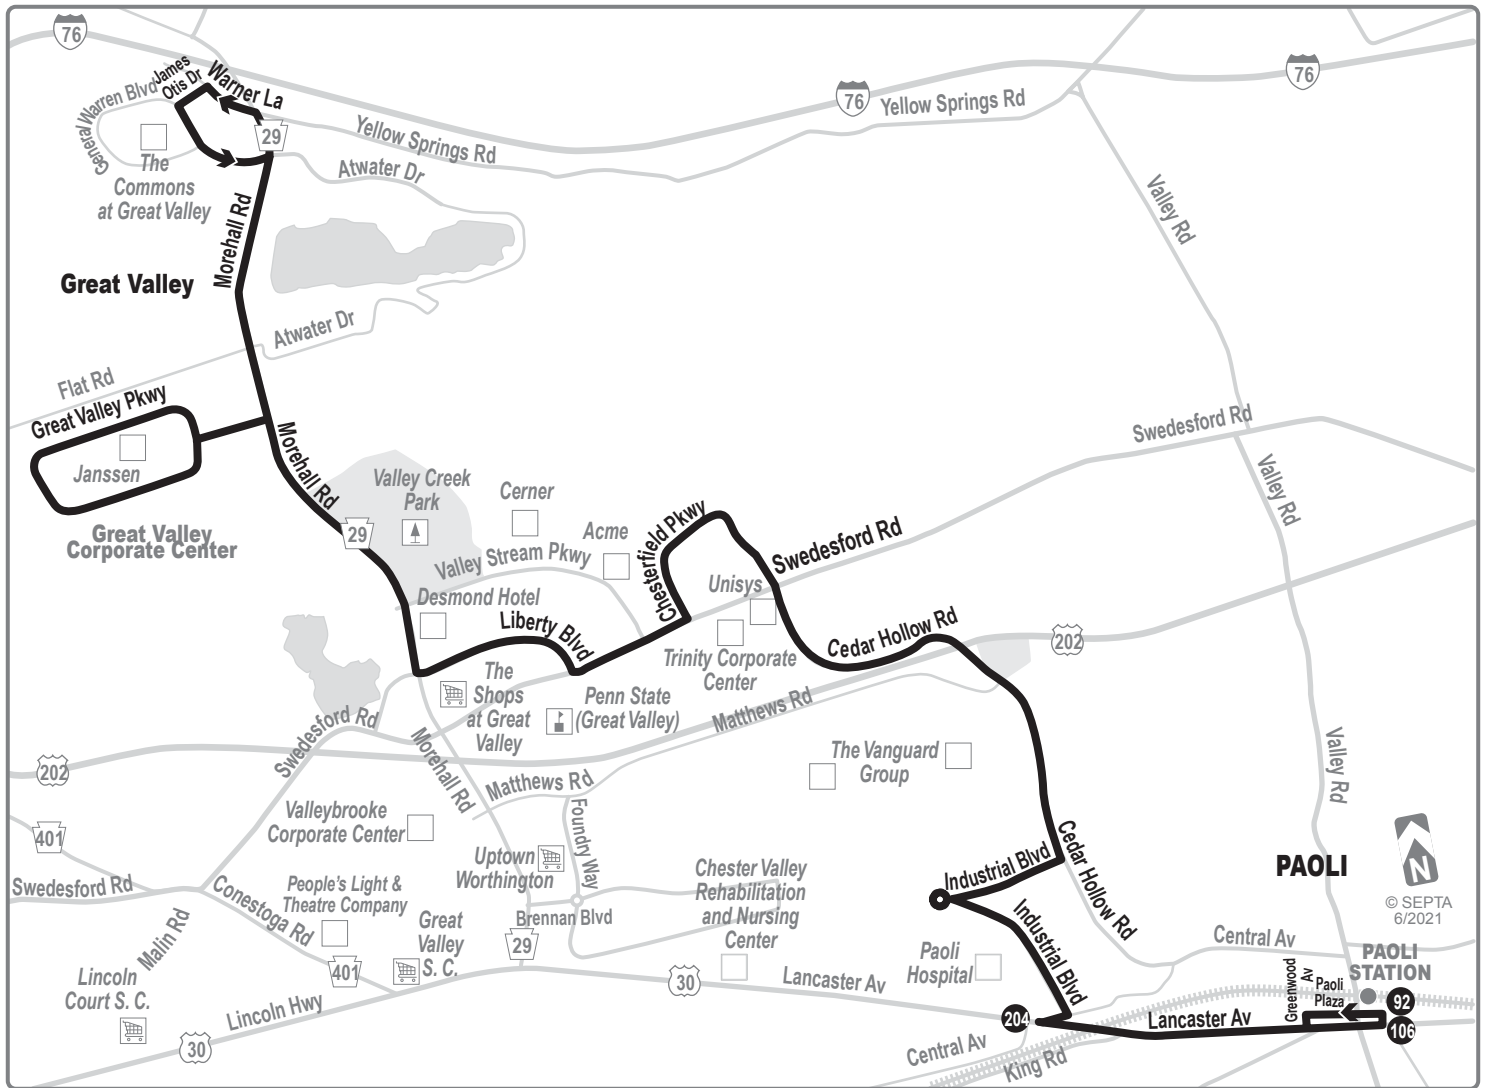 76
76
76
James
Otis Dr
Warner La
General Warren Blvd
29
The
Commons
at Great Valley
Yellow Springs Rd
Yellow Springs Rd
Atwater Dr
Valley Rd
Morehall Rd
Great Valley
Atwater Dr
Flat Rd
Great Valley Pkwy
Janssen
Great Valley
Corporate Center
Morehall Rd
29
Valley Creek
Park
Cerner
Acme
Valley Stream Pkwy
Chesterfield Pkwy
Swedesford Rd
Swedesford Rd
Valley Rd
Unisys
Desmond Hotel
Liberty Blvd
Cedar Hollow Rd
202
Trinity Corporate
Center
The
Shops
at Great
Valley
Penn State
(Great Valley)
Matthews Rd
Swedesford Rd
202
Morehall Rd
Matthews Rd
The Vanguard
Group
Valley Rd
Valleybrooke
Corporate Center
Foundry Way
401
Uptown
Worthington
Swedesford Rd
Conestoga Rd
People's Light &
Theatre Company
Chester Valley
Rehabilitation
and Nursing
Center
Industrial Blvd
Cedar Hollow Rd
Cedar Hollow Rd
PAOLI
N
© SEPTA
6/2021
Malin Rd
Great
Valley
S. C.
Brennan Blvd
29
401
Industrial Blvd
Paoli
Hospital
Central Av
PAOLI
STATION
Greenwood
Av
Paoli
Plaza
92
106
Lincoln
Court S. C.
Lincoln Hwy
30
30
Lancaster Av
204
Lancaster Av
Central Av
King Rd